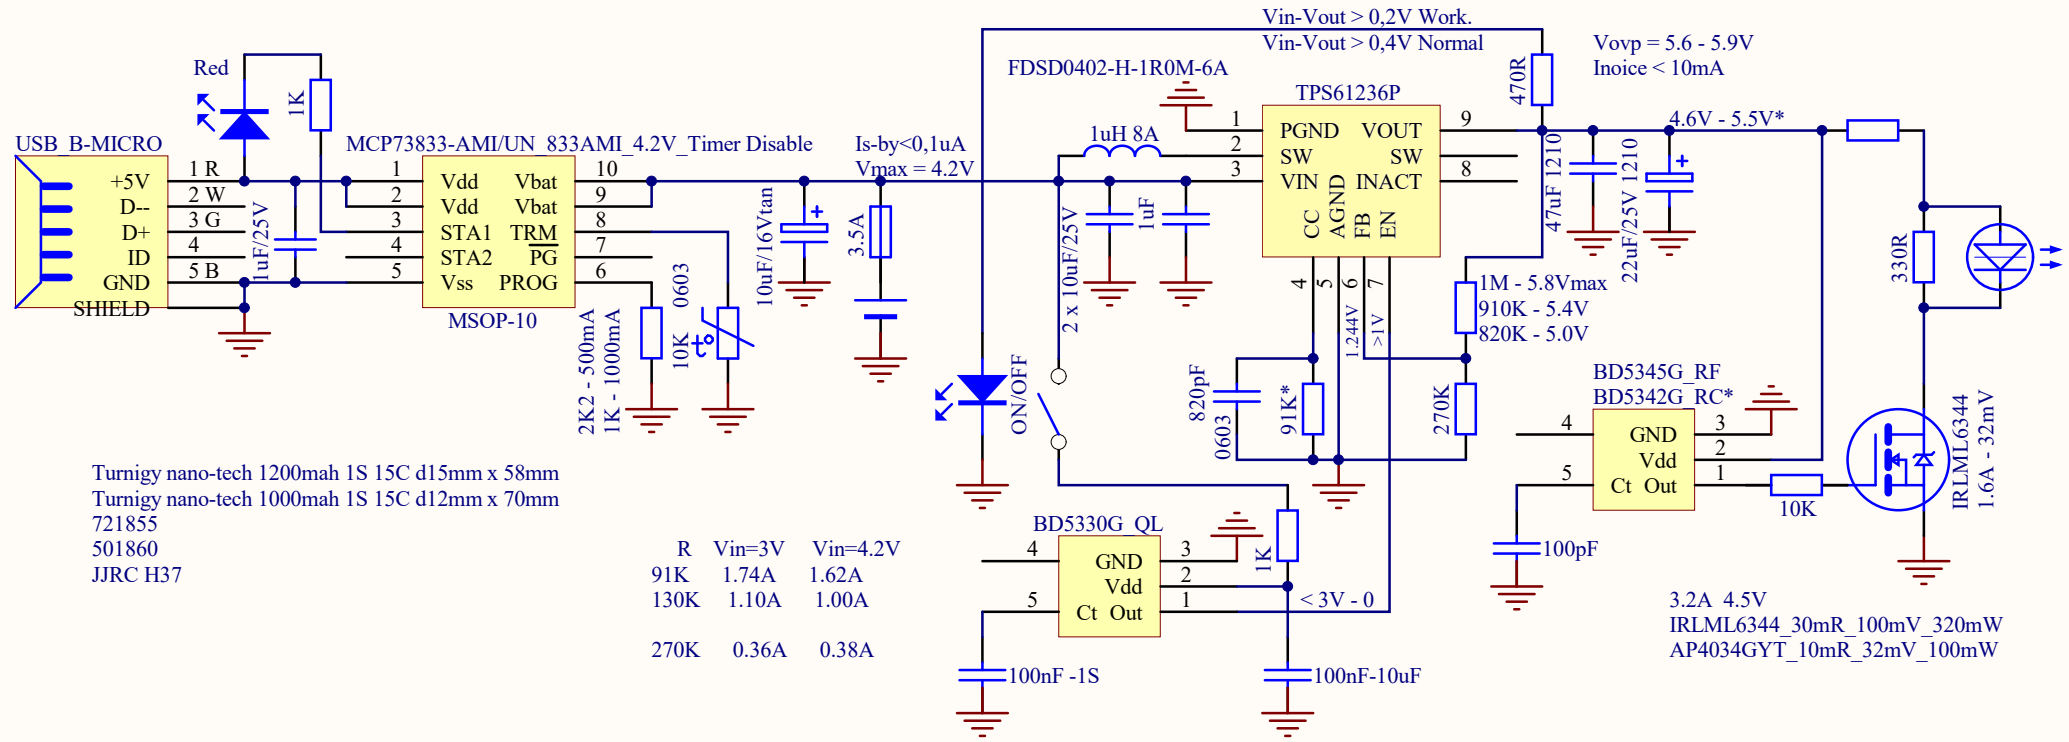 Vin-Vout > 0,2V Work.
Vin-Vout > 0,4V Normal
Vovp = 5.6 - 5.9V
Inoice < 10mA
Red
1K
470R
FDSD0402-H-1R0M-6A
TPS61236P
USB_B-MICRO
MCP73833-AMI/UN_833AMI_4.2V_Timer Disable
Is-by<0,1uA
Vmax = 4.2V
1uH 8A
4.6V - 5.5V*
+5V 1 R
D-- 2 W
D+ 3 G
ID 4
GND 5 B
SHIELD
1uF/25V
1 Vdd Vbat 10
2 Vdd Vbat 9
3 STA1 TRM 8
4 STA2 PG 7
5 Vss PROG 6
MSOP-10
2K2 - 500mA
1K - 1000mA
10K 0603
to
10uF/16Vtan
+
3.5A
2 x 10uF/25V
1uF
1 PGND VOUT 9
2 SW SW
3 VIN INACT 8
CC AGND FB EN
4 5 6 7
1.244V
>1V
47uF 1210
22uF/25V 1210
+
330R
1M - 5.8Vmax
910K - 5.4V
820K - 5.0V
820pF
0603
91K*
270K
ON/OFF
BD5345G_RF
BD5342G_RC*
4 GND 3
Vdd 2
5 Ct Out 1
10K
100pF
IRLML6344
1.6A - 32mV
Turnigy nano-tech 1200mah 1S 15C d15mm x 58mm
Turnigy nano-tech 1000mah 1S 15C d12mm x 70mm
721855
501860
JJRC H37
R Vin=3V Vin=4.2V
91K 1.74A 1.62A
130K 1.10A 1.00A
270K 0.36A 0.38A
BD5330G_QL
4 GND 3
Vdd 2
5 Ct Out 1
1K
< 3V - 0
100nF -1S
100nF-10uF
3.2A 4.5V
IRLML6344_30mR_100mV_320mW
AP4034GYT_10mR_32mV_100mW